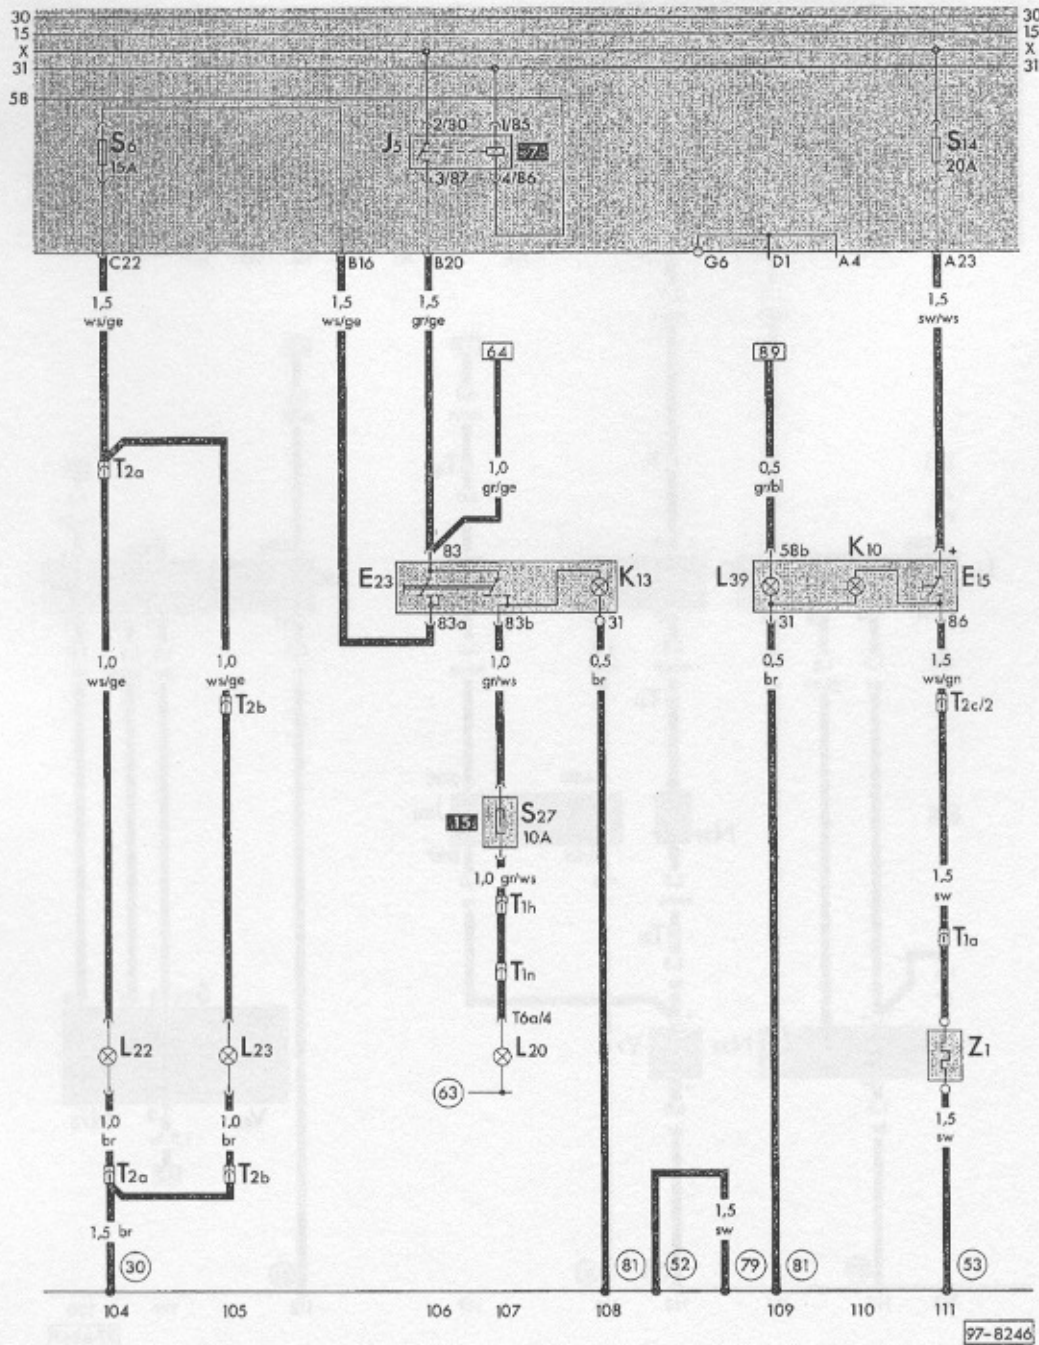 30 30
15 15
X X
31 31
58
2/30 1/85
S6 J5 7 S14
15A 20A
3/87 4/86
C22 B16 B20 G6 D1 A4 A23
1,5 1,5 1,5 1,5
ws/ge ws/ge gr/ge sw/ws
64 89
T2a 1,0 0,5
gr/ge gr/bl
83 58b K10 +
E23 K13 L39 E15
83a 83b 31 31 86
1,0 1,0 1,0 0,5 0,5 1,5
ws/ge ws/ge gn/ws br br ws/gn
T2b T2c/2
15 S27
10A
1,0 gn/ws 1,5
sw
T1h
T1a
T1n
T6a/4
L22 L23 L20 Z1
63
1,0 1,0 1,5
br br sw
T2a T2b
1,5 br 1,5
sw
30 81 52 79 81 53
104 105 106 107 108 109 110 111
97-8246